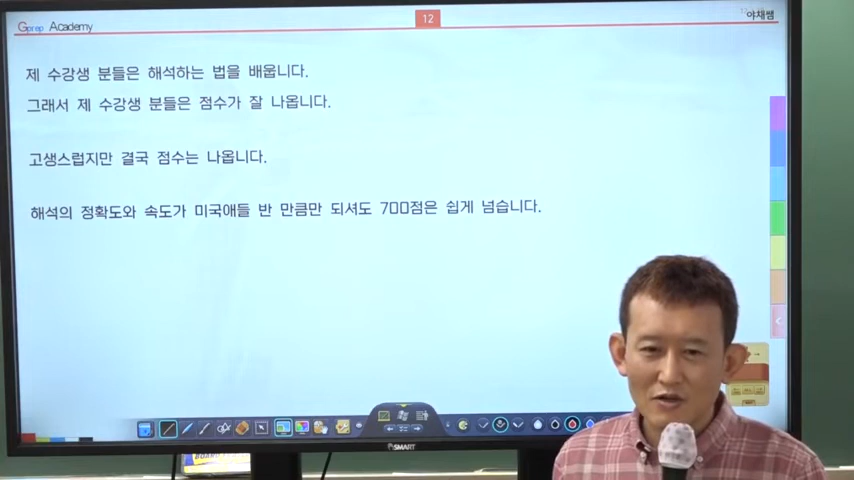 Gprep Academy
12
야채쌤
제 수강생 분들은 해석하는 법을 배웁니다.
그래서 제 수강생 분들은 점수가 잘 나옵니다.
고생스럽지만 결국 점수는 나옵니다.
해석의 정확도와 속도가 미국애들 반 만큼만 되셔도 700점은 쉽게 넘습니다.
SMART